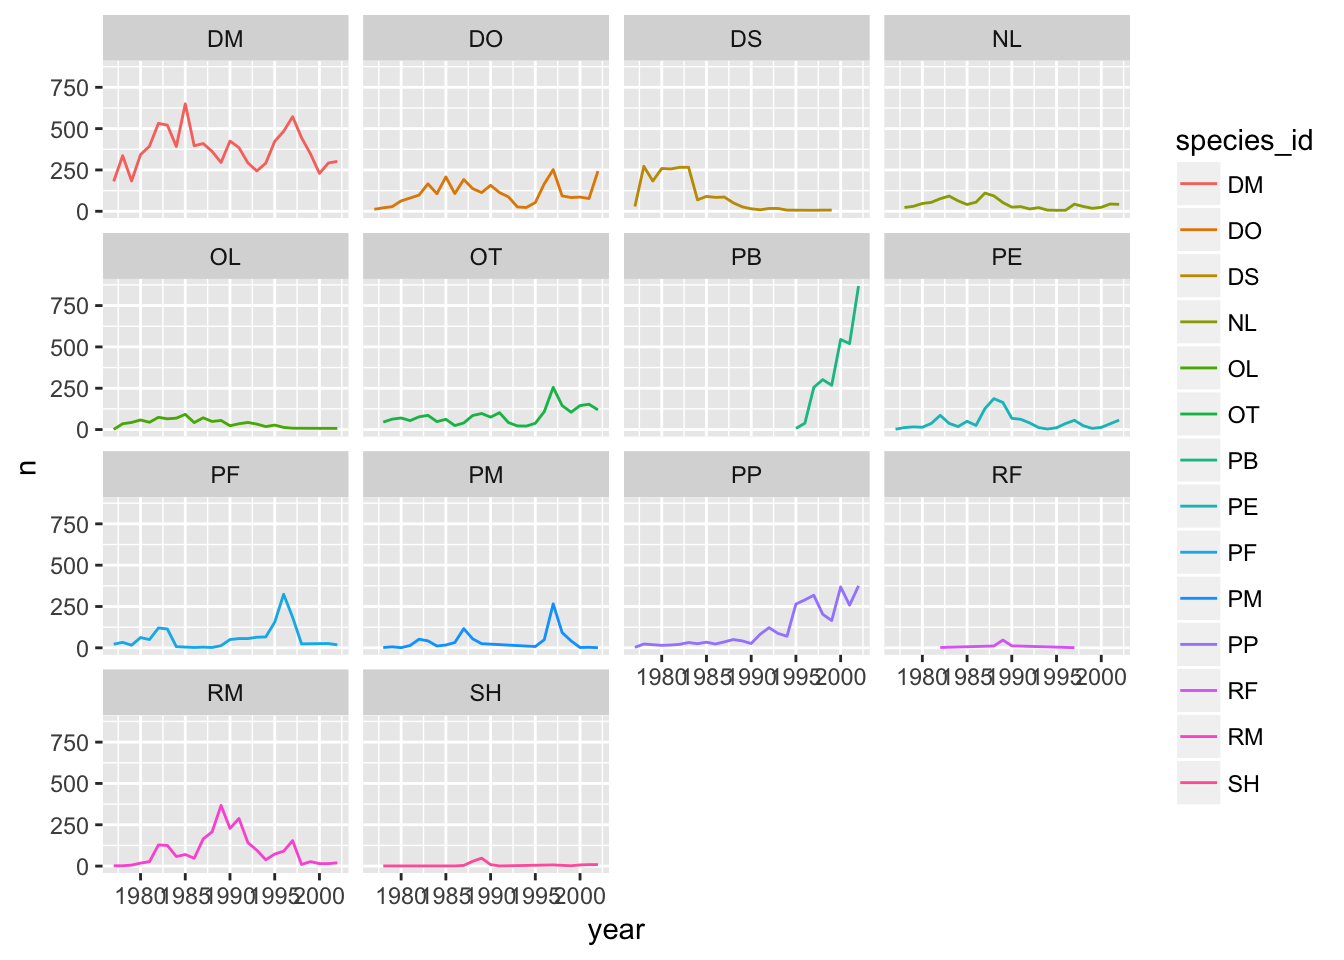 DM DO DS NL
750
500
250
0
OL OT PB PE
750
500
250
0
PF PM PP RF
750
500
250
0
1980 1985 1990 1995 2000 1980 1985 1990 1995 2000
RM SH
750
500
250
0
1980 1985 1990 1995 2000 1980 1985 1990 1995 2000
year
n
species_id
DM
DO
DS
NL
OL
OT
PB
PE
PF
PM
PP
RF
RM
SH